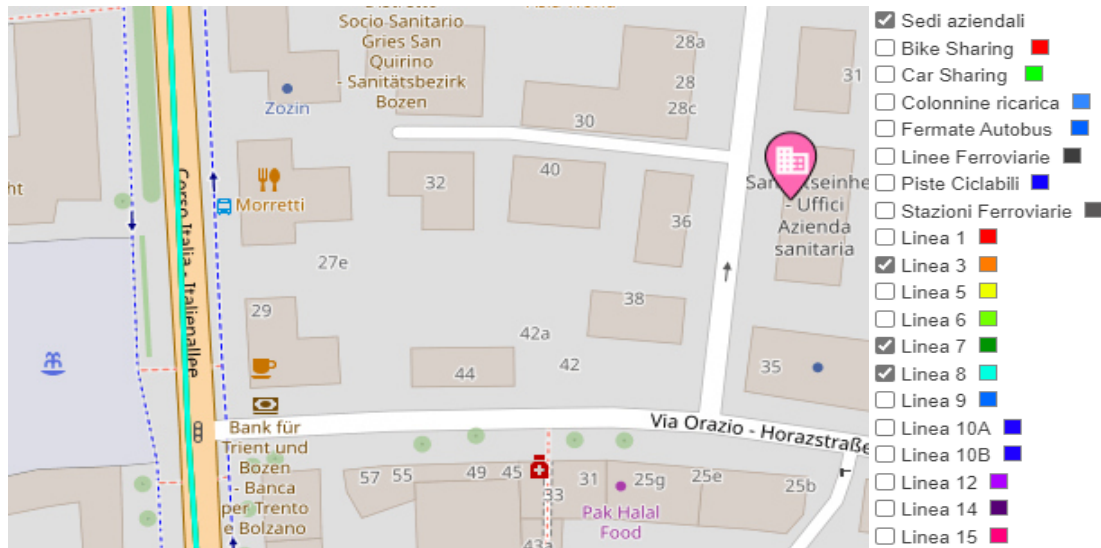 Socio Sanitario
Gries San
Quirino
- Sanitätsbezirk
Bozen
Zozin
28a
28
28c
30
31
ht
Morretti
32
40
36
- Uffici
Azienda
sanitaria
Corso Italia - Italienallee
27e
29
38
42a
42
44
35
Via Orazio - Horazstraße
Bank für
Trient und
Bozen
- Banca
per Trento
e Bolzano
57
55
49
45
33
31
25g
25e
25b
Pak Halal
Food
43a
Sedi aziendali
Bike Sharing
Car Sharing
Colonnine ricarica
Fermate Autobus
Linee Ferroviarie
Piste Ciclabili
Stazioni Ferroviarie
Linea 1
Linea 3
Linea 5
Linea 6
Linea 7
Linea 8
Linea 9
Linea 10A
Linea 10B
Linea 12
Linea 14
Linea 15